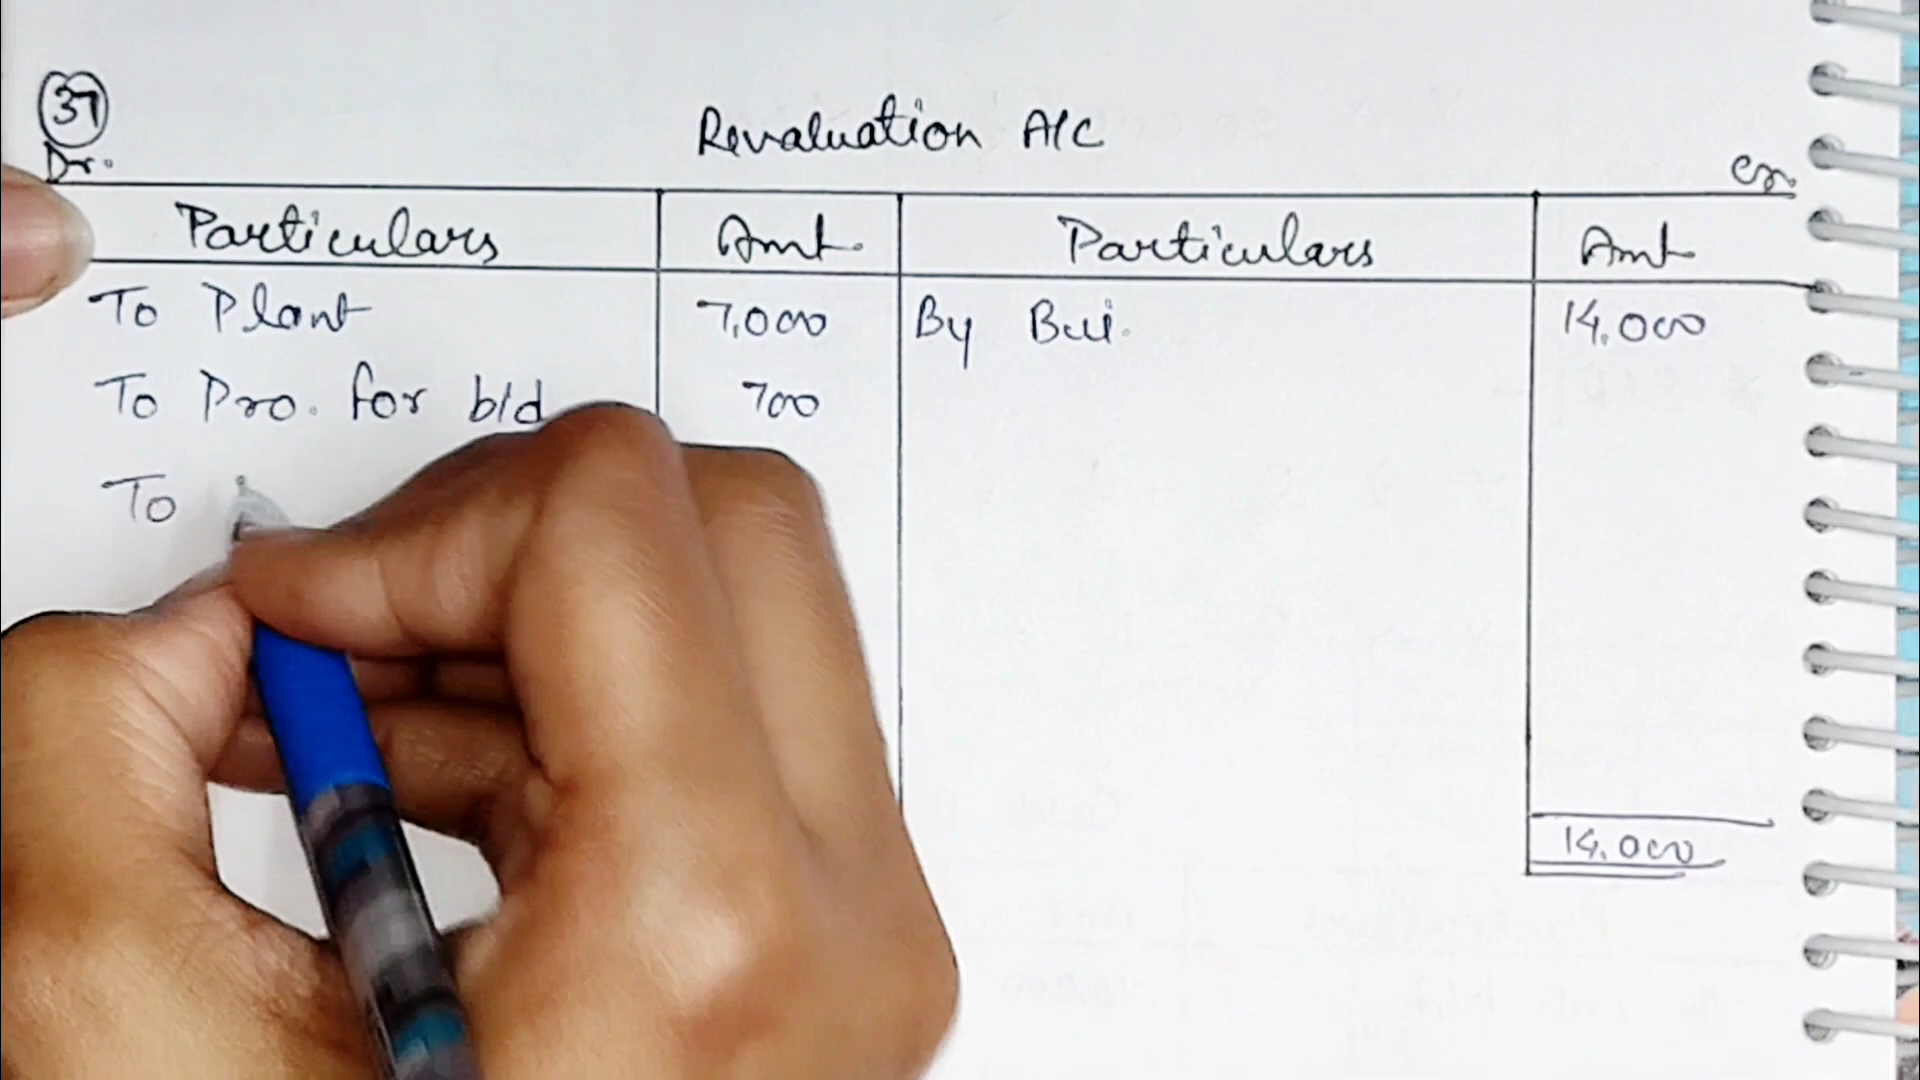 37
Revaluation A/C
Dr. Cr.
Particulars Amt Particulars Amt
To Plant 7,000 By Bui. 14,000
To Pro. for b/d 700
To
14,000